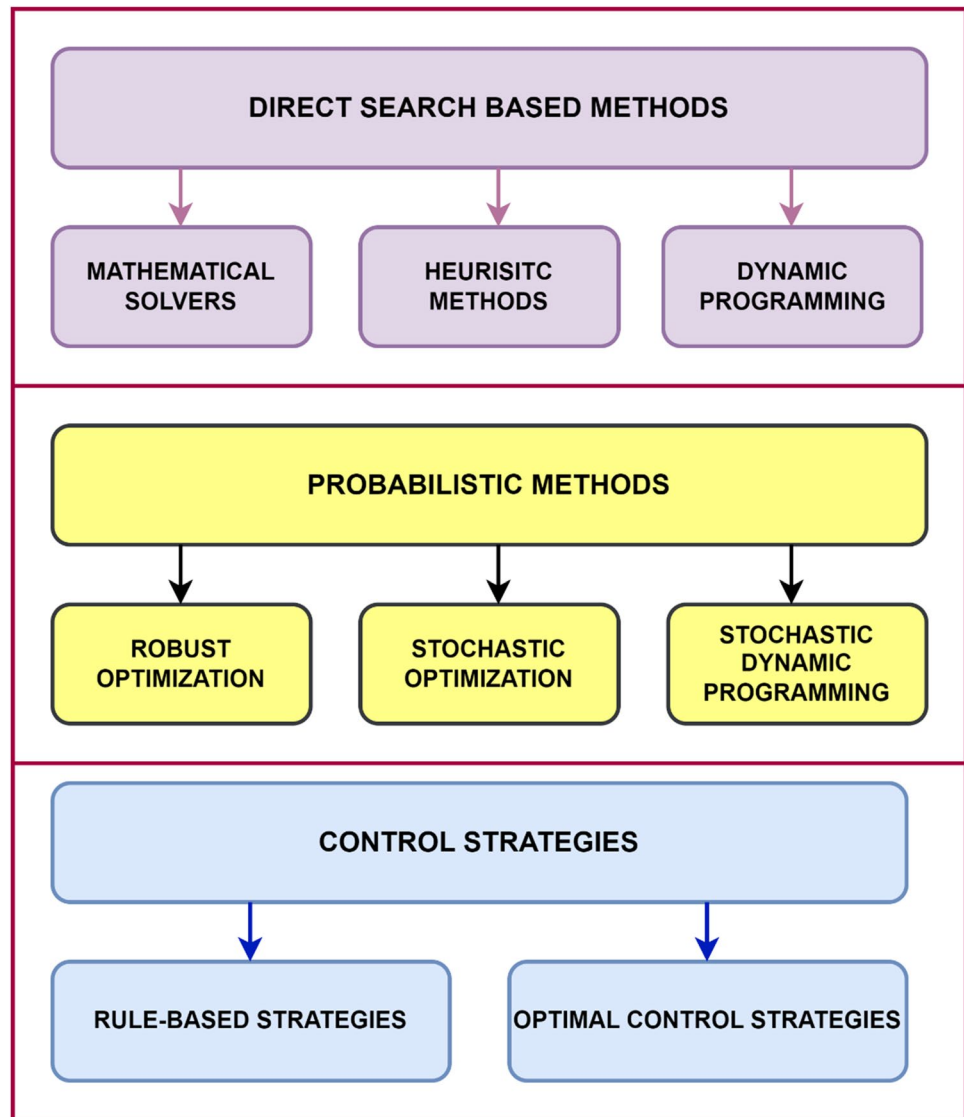 DIRECT SEARCH BASED METHODS
MATHEMATICAL
SOLVERS
HEURISITC
METHODS
DYNAMIC
PROGRAMMING
PROBABILISTIC METHODS
ROBUST
OPTIMIZATION
STOCHASTIC
OPTIMIZATION
STOCHASTIC
DYNAMIC
PROGRAMMING
CONTROL STRATEGIES
RULE-BASED STRATEGIES
OPTIMAL CONTROL STRATEGIES